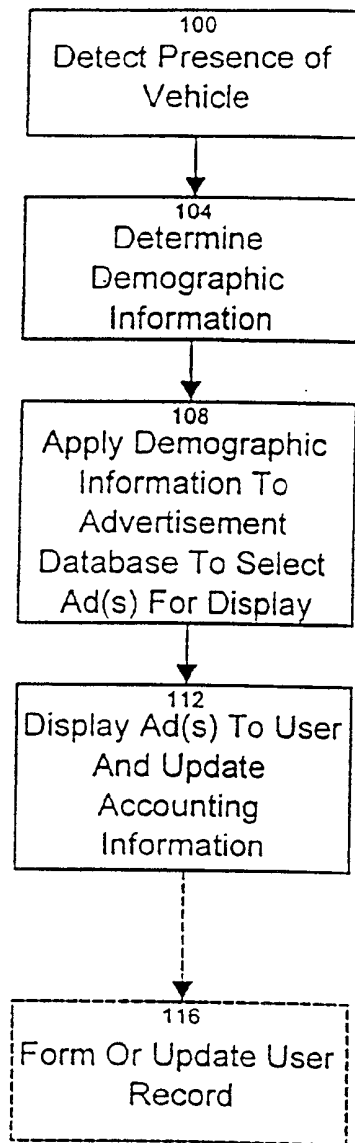 100
Detect Presence of
Vehicle
104
Determine
Demographic
Information
108
Apply Demographic
Information To
Advertisement
Database To Select
Ad(s) For Display
112
Display Ad(s) To User
And Update
Accounting
Information
116
Form Or Update User
Record